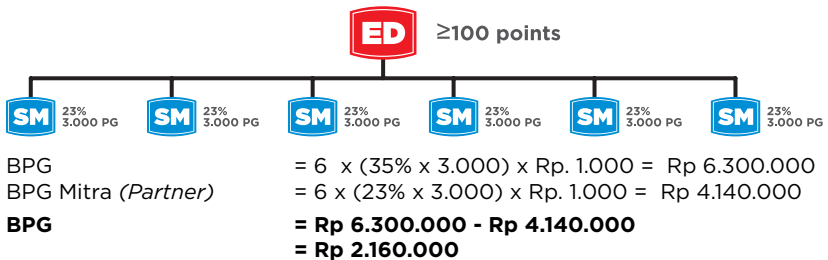 ED ≥100 points
SM 23% 3.000 PG SM 23% 3.000 PG SM 23% 3.000 PG SM 23% 3.000 PG SM 23% 3.000 PG SM 23% 3.000 PG
BPG = 6 x (35% x 3.000) x Rp. 1.000 = Rp 6.300.000
BPG Mitra (Partner) = 6 x (23% x 3.000) x Rp. 1.000 = Rp 4.140.000
BPG = Rp 6.300.000 - Rp 4.140.000
= Rp 2.160.000